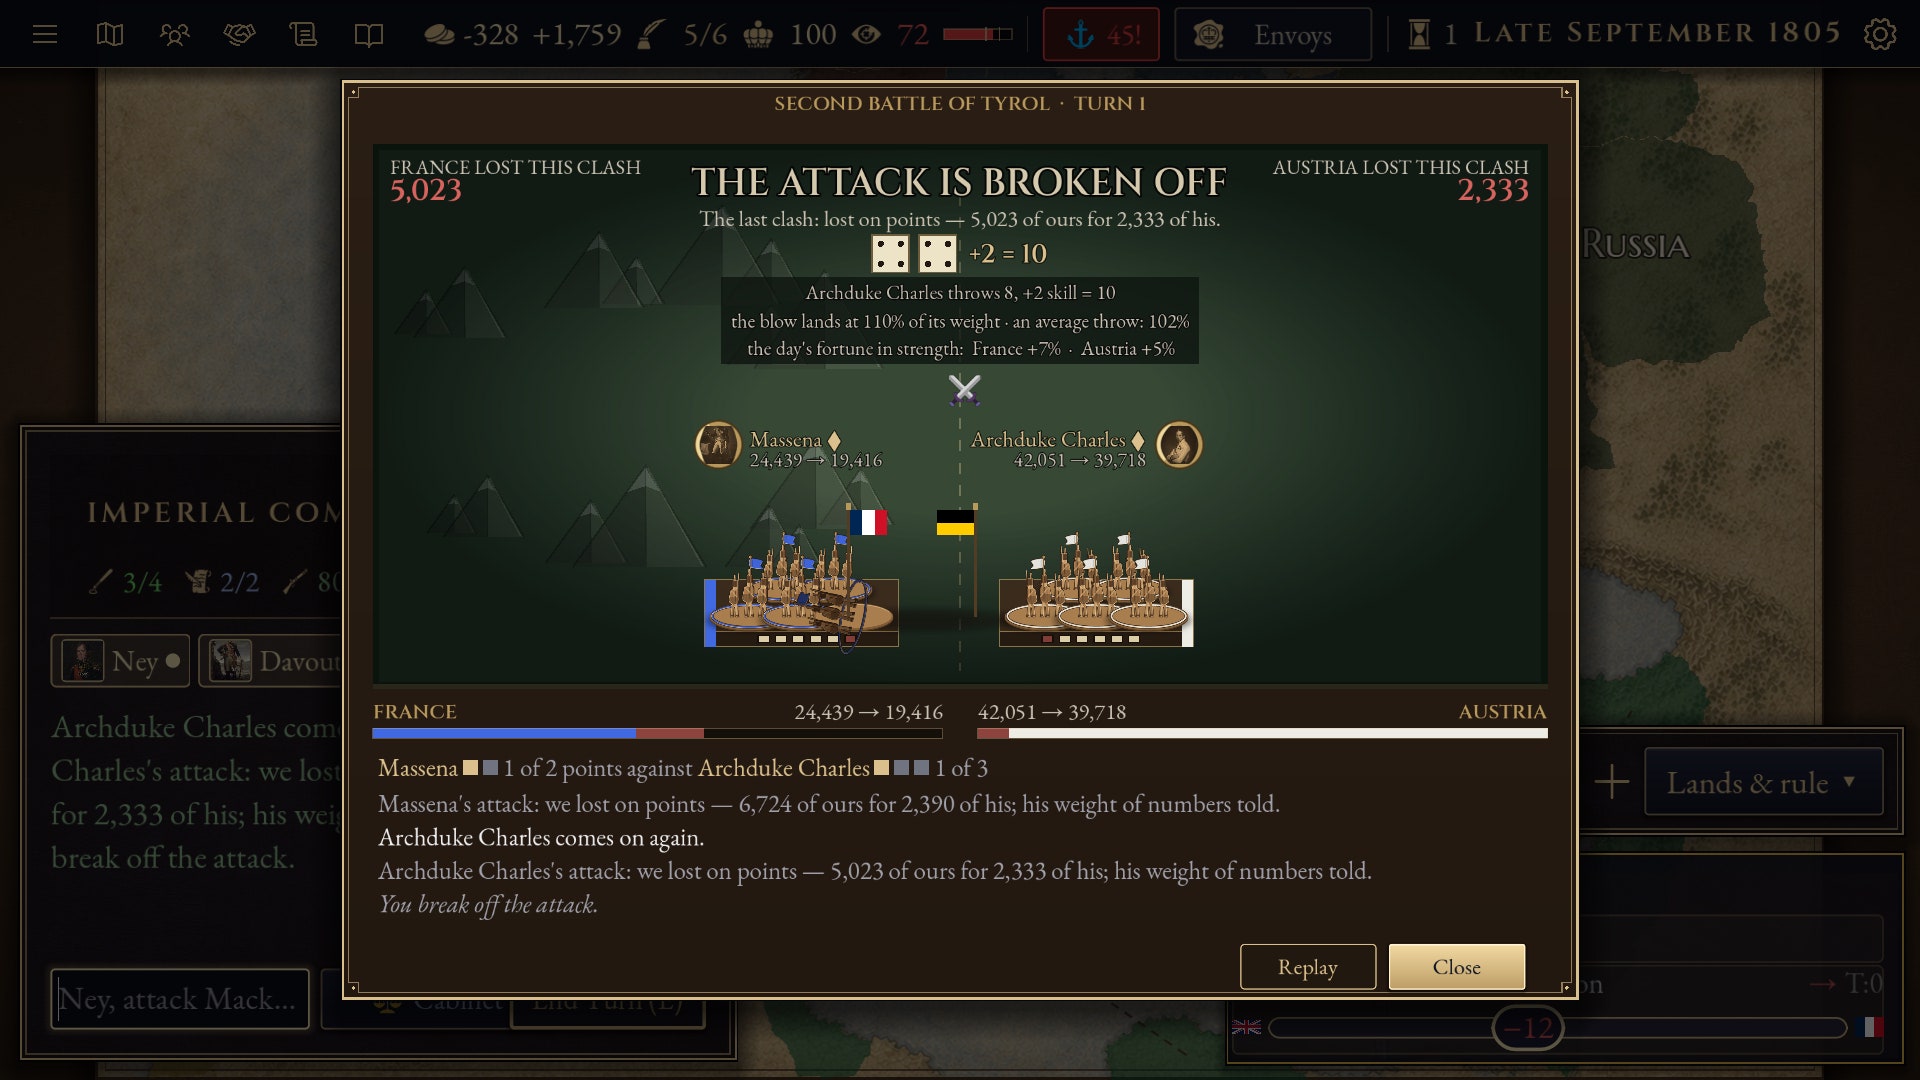 -328 +1,759 5/6 100 72 45! Envoys 1 LATE SEPTEMBER 1805
SECOND BATTLE OF TYROL · TURN 1
FRANCE LOST THIS CLASH
5,023
THE ATTACK IS BROKEN OFF
AUSTRIA LOST THIS CLASH
2,333
The last clash: lost on points — 5,023 of ours for 2,333 of his.
+2 = 10
Archduke Charles throws 8, +2 skill = 10
the blow lands at 110% of its weight · an average throw: 102%
the day's fortune in strength: France +7% · Austria +5%
Massena
24,439 → 19,416
Archduke Charles
42,051 → 39,718
FRANCE 24,439 → 19,416 42,051 → 39,718 AUSTRIA
Massena 1 of 2 points against Archduke Charles 1 of 3
Massena's attack: we lost on points — 6,724 of ours for 2,390 of his; his weight of numbers told.
Archduke Charles comes on again.
Archduke Charles's attack: we lost on points — 5,023 of ours for 2,333 of his; his weight of numbers told.
You break off the attack.
Replay Close
RUSSIA
IMPERIAL COM
3/4 2/2 80
Ney Davout
Archduke Charles com
Charles's attack: we lost
for 2,333 of his; his weig
break off the attack.
Ney, attack Mack... Cabinet End Turn (E)
+ Lands & rule
on → T:0
−12